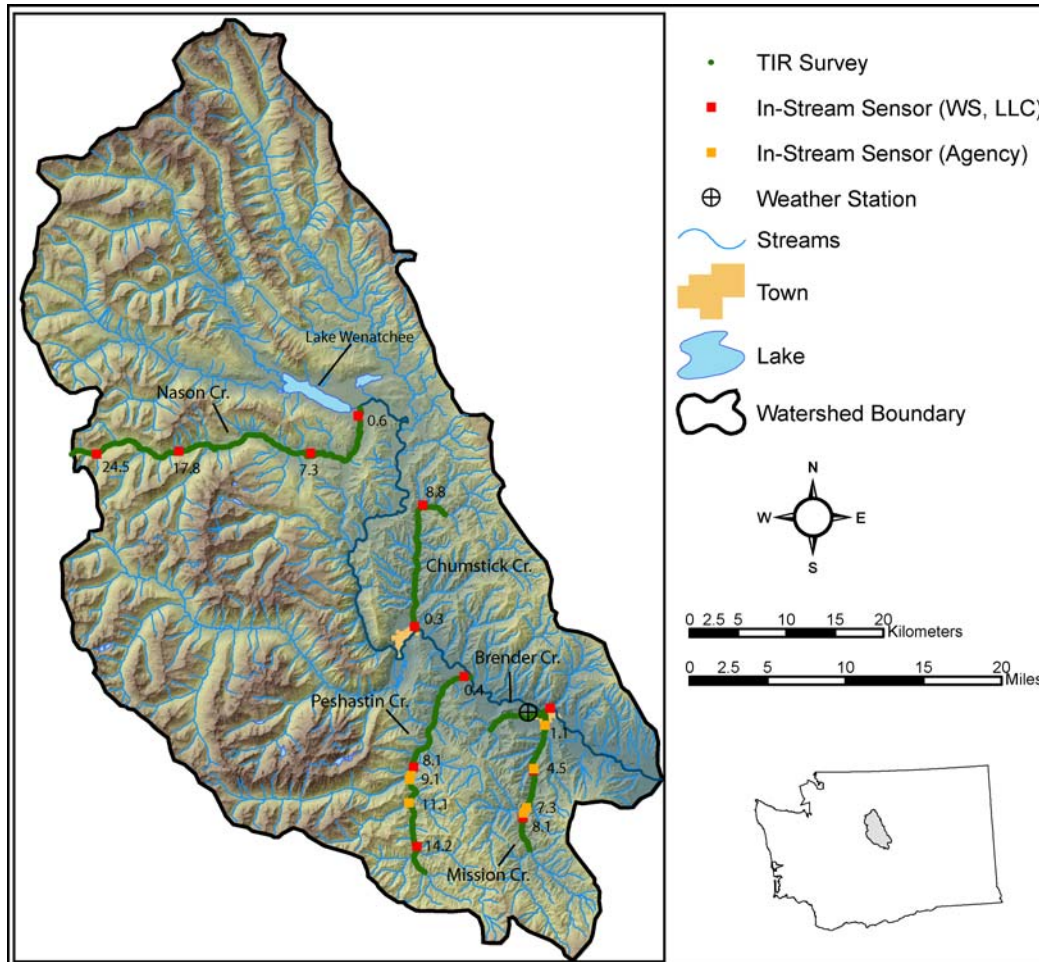 Lake Wenatchee
Nason Cr.
0.6
24.5
17.8
7.3
8.8
Chumstick Cr.
0.3
Brender Cr.
0.4
Peshastin Cr.
1.1
8.1
9.1
4.5
11.1
7.3
8.1
14.2
Mission Cr.
TIR Survey
In-Stream Sensor (WS, LLC)
In-Stream Sensor (Agency)
Weather Station
Streams
Town
Lake
Watershed Boundary
N
W E
S
0 2.5 5 10 15 20
Kilometers
0 2.5 5 10 15 20
Miles